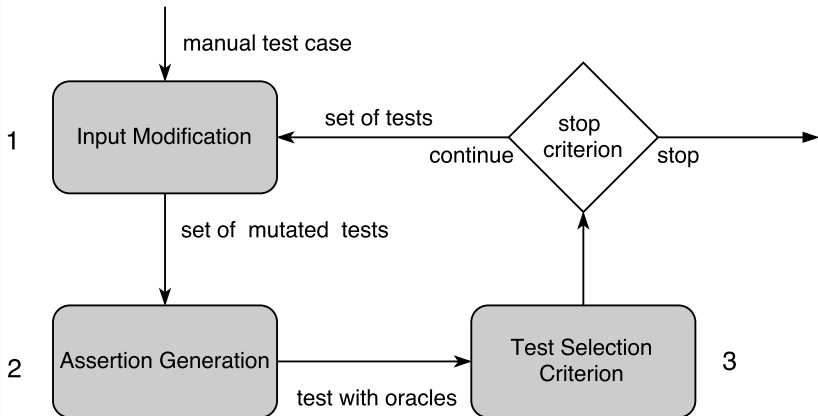 manual test case
1
Input Modification
set of tests
stop
criterion
continue
stop
set of mutated tests
2
Assertion Generation
test with oracles
Test Selection
Criterion
3